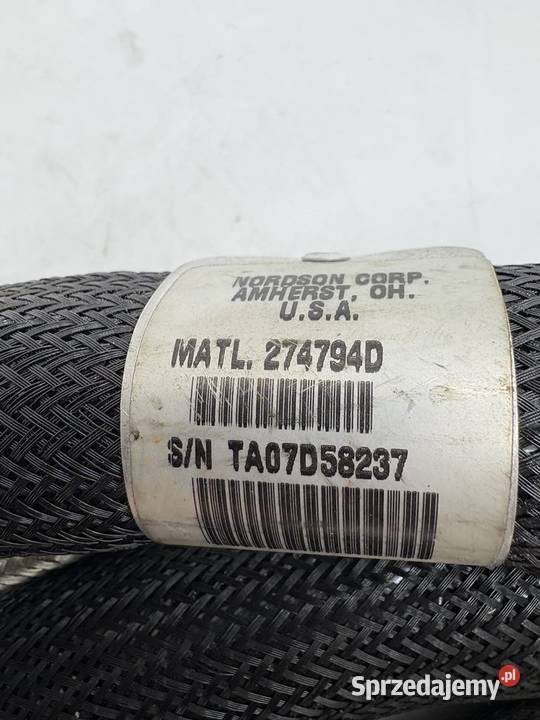 NORDSON CORP.
AMHERST, OH.
U.S.A.
MATL. 274794D
S/N TA07D58237
Sprzedajemy.pl